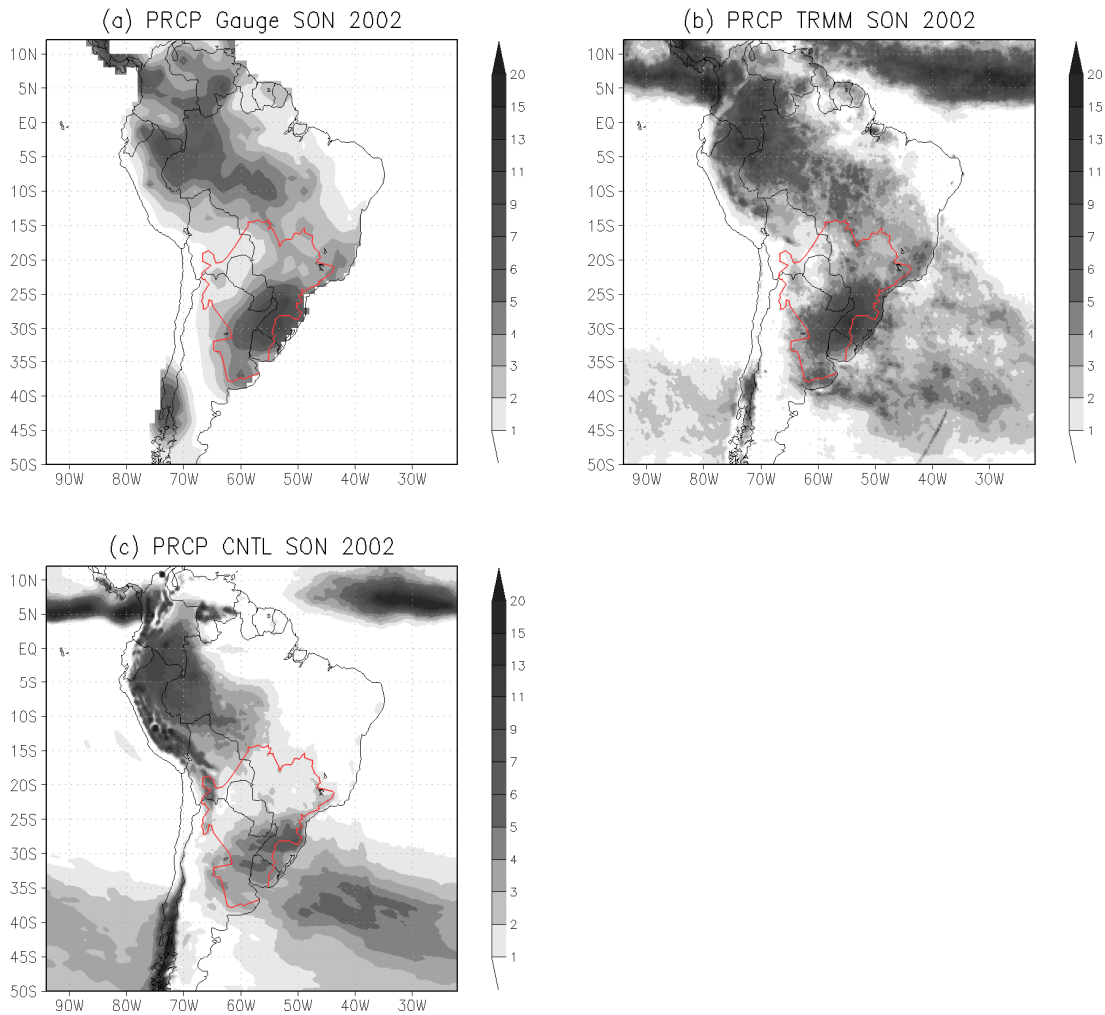 (a) PRCP Gauge SON 2002
10N
5N
EQ
5S
10S
15S
20S
25S
30S
35S
40S
45S
50S
90W 80W 70W 60W 50W 40W 30W
20
15
13
11
9
7
6
5
4
3
2
1
(b) PRCP TRMM SON 2002
10N
5N
EQ
5S
10S
15S
20S
25S
30S
35S
40S
45S
50S
90W 80W 70W 60W 50W 40W 30W
20
15
13
11
9
7
6
5
4
3
2
1
(c) PRCP CNTL SON 2002
10N
5N
EQ
5S
10S
15S
20S
25S
30S
35S
40S
45S
50S
90W 80W 70W 60W 50W 40W 30W
20
15
13
11
9
7
6
5
4
3
2
1